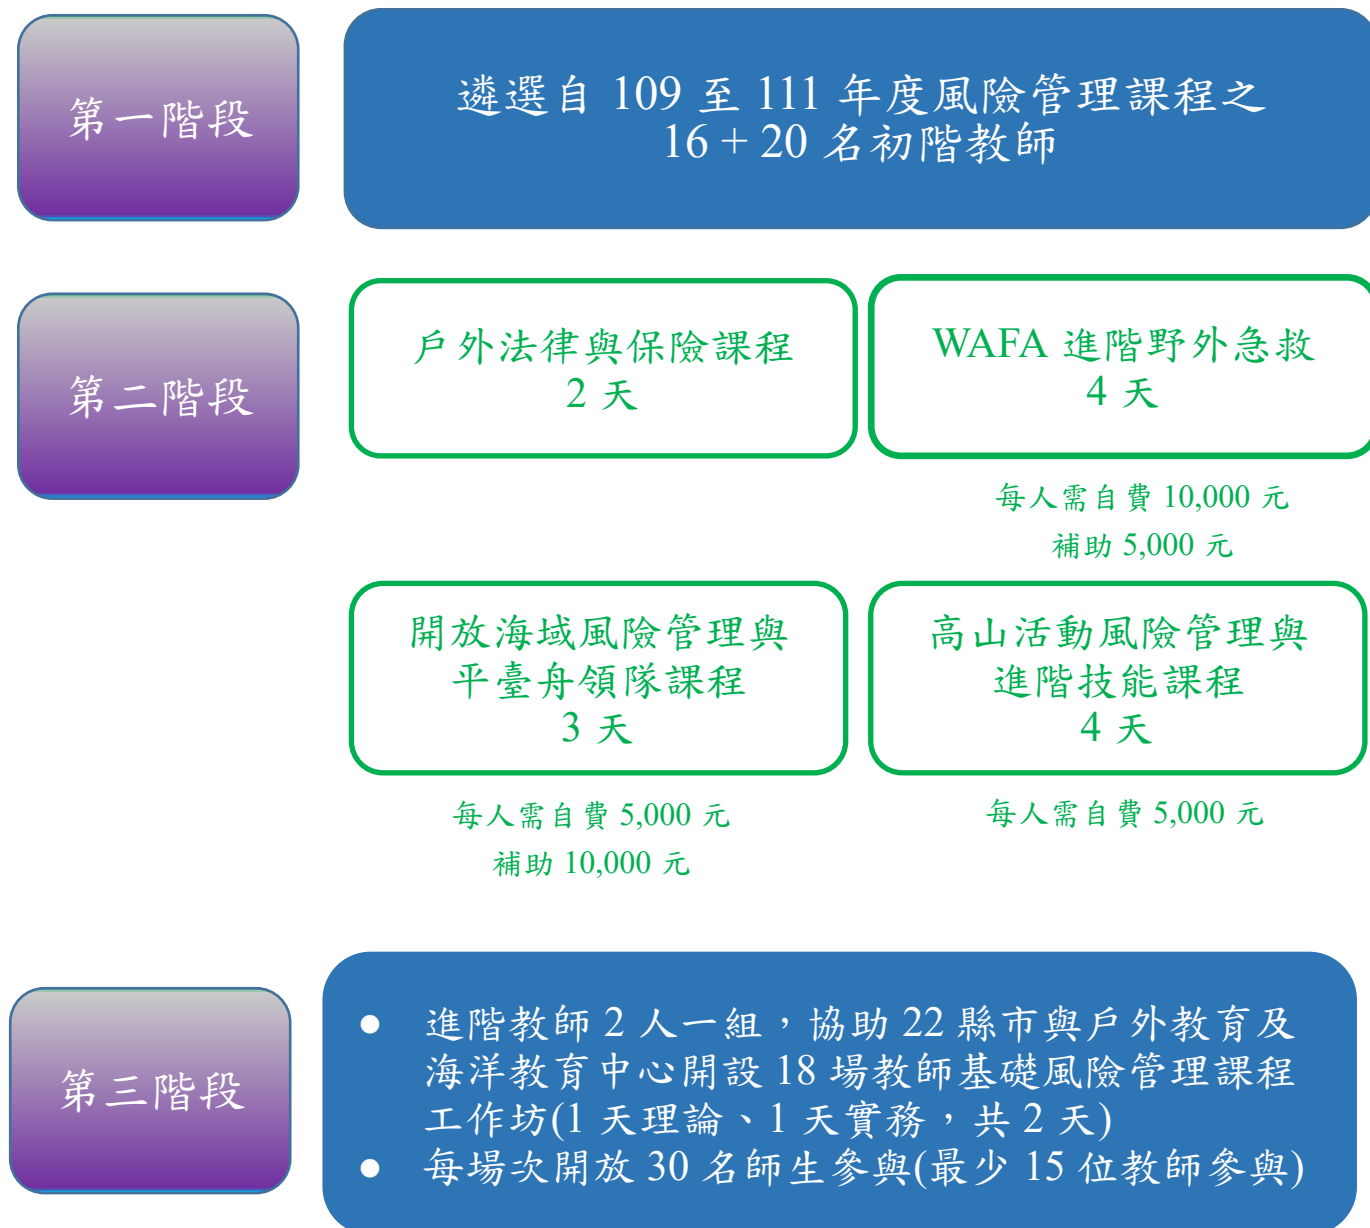 第一階段
遴選自 109 至 111 年度風險管理課程之
16 + 20 名初階教師
第二階段
戶外法律與保險課程
2 天
WAFA 進階野外急救
4 天
每人需自費 10,000 元
補助 5,000 元
開放海域風險管理與
平臺舟領隊課程
3 天
每人需自費 5,000 元
補助 10,000 元
高山活動風險管理與
進階技能課程
4 天
每人需自費 5,000 元
第三階段
● 進階教師 2 人一組，協助 22 縣市與戶外教育及
海洋教育中心開設 18 場教師基礎風險管理課程
工作坊(1 天理論、1 天實務，共 2 天)
● 每場次開放 30 名師生參與(最少 15 位教師參與)